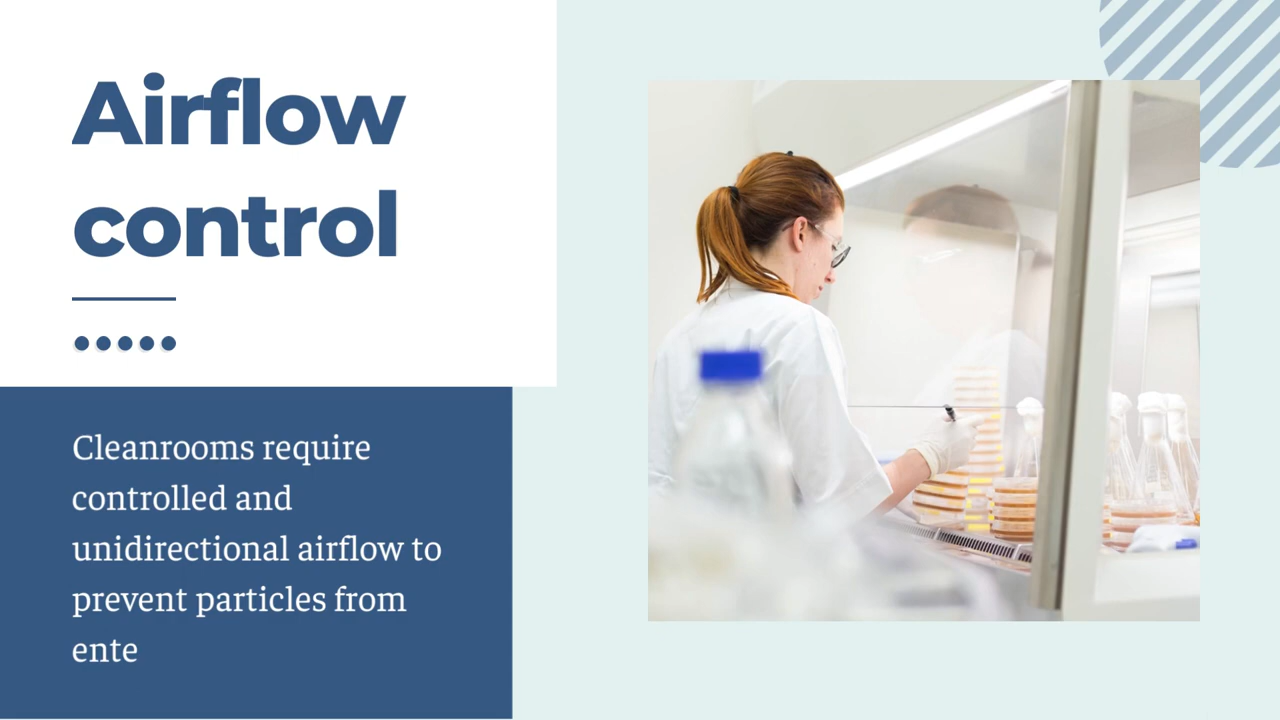 Airflow
control
Cleanrooms require
controlled and
unidirectional airflow to
prevent particles from
ente